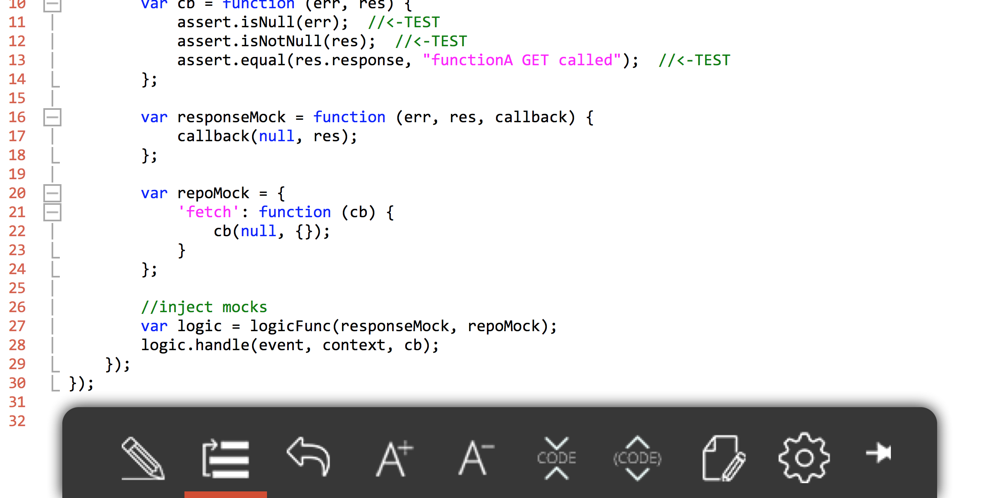 10 var cb = function (err, res) {
11 assert.isNull(err);  //<-TEST
12 assert.isNotNull(res);  //<-TEST
13 assert.equal(res.response, "functionA GET called");  //<-TEST
14 };
15
16 var responseMock = function (err, res, callback) {
17 callback(null, res);
18 };
19
20 var repoMock = {
21 'fetch': function (cb) {
22 cb(null, {});
23 }
24 };
25
26 //inject mocks
27 var logic = logicFunc(responseMock, repoMock);
28 logic.handle(event, context, cb);
29 });
30 });
31
32
A+ A- CODE (CODE)